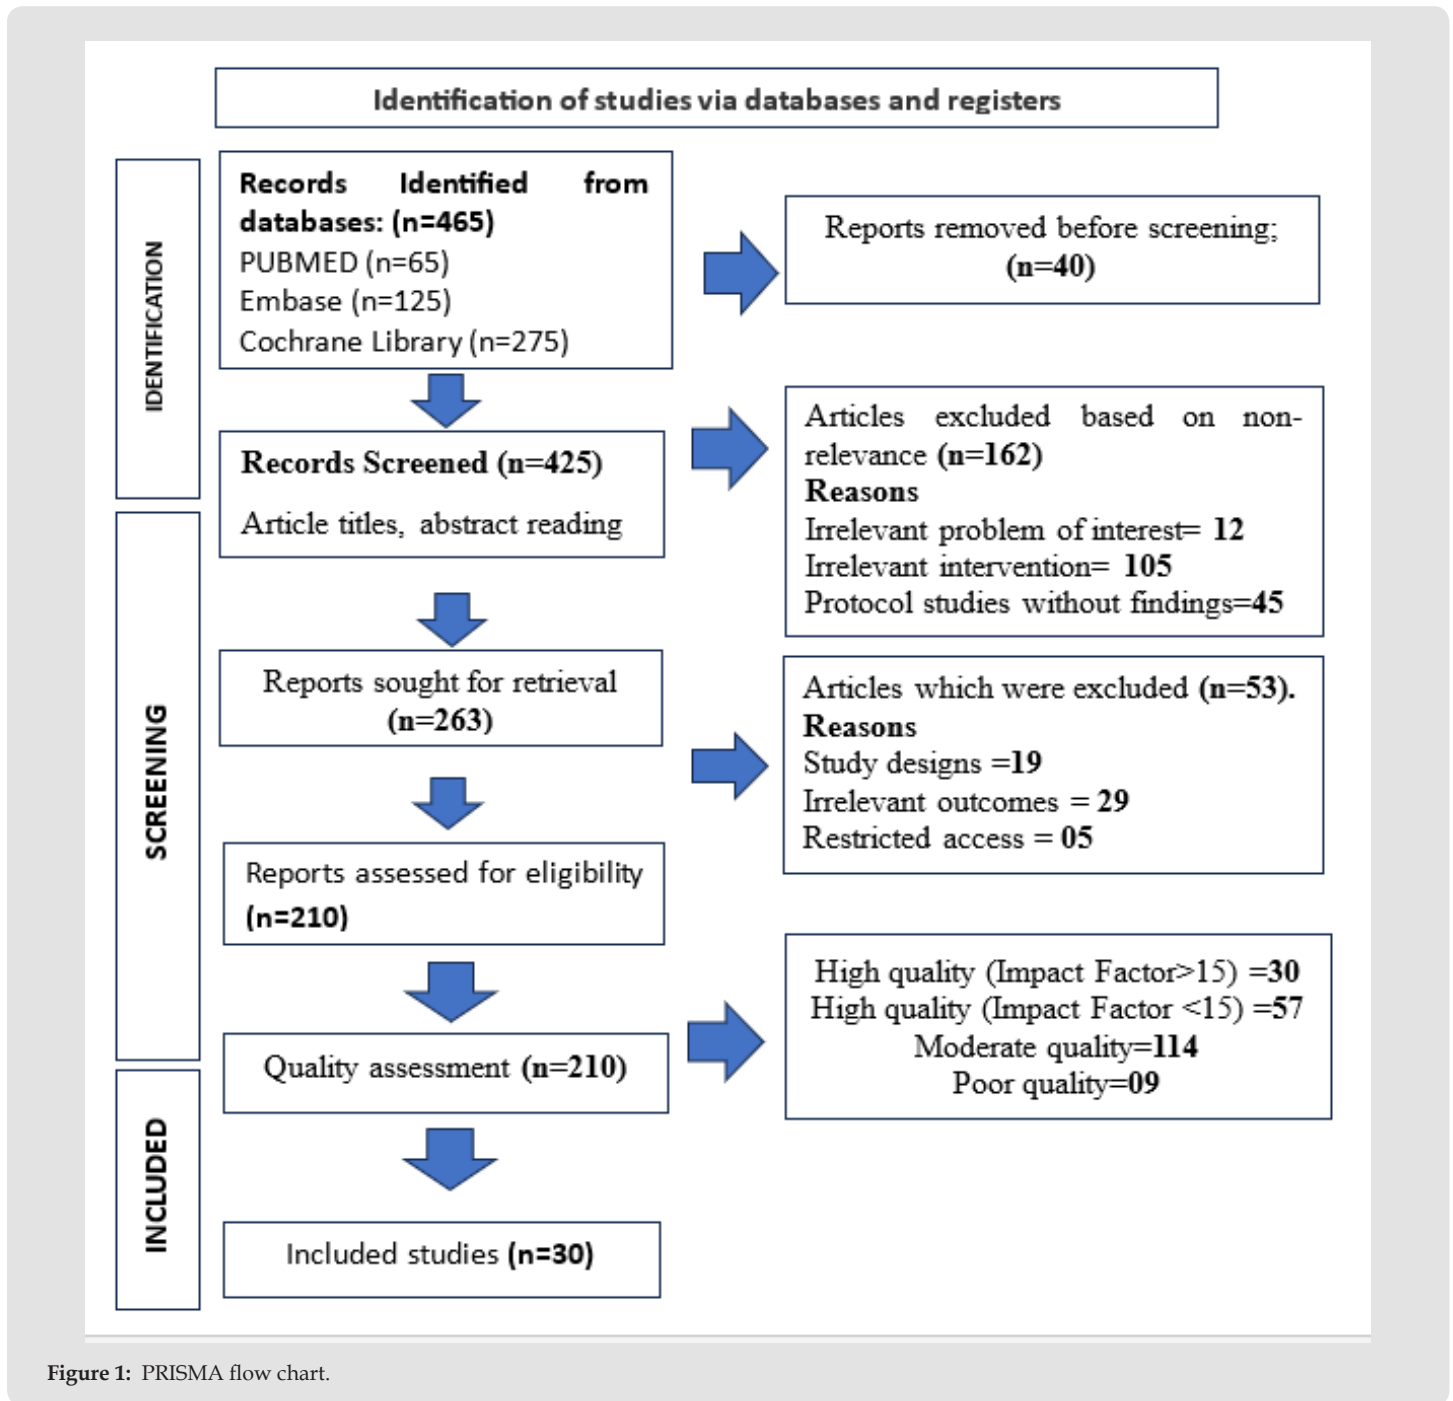 Identification of studies via databases and registers
IDENTIFICATION
Records Identified from
databases: (n=465)
PUBMED (n=65)
Embase (n=125)
Cochrane Library (n=275)
Reports removed before screening;
(n=40)
Records Screened (n=425)
Article titles, abstract reading
Articles excluded based on non-
relevance (n=162)
Reasons
Irrelevant problem of interest= 12
Irrelevant intervention= 105
Protocol studies without findings=45
SCREENING
Reports sought for retrieval
(n=263)
Articles which were excluded (n=53).
Reasons
Study designs =19
Irrelevant outcomes = 29
Restricted access = 05
Reports assessed for eligibility
(n=210)
Quality assessment (n=210)
High quality (Impact Factor>15) =30
High quality (Impact Factor <15) =57
Moderate quality=114
Poor quality=09
INCLUDED
Included studies (n=30)
Figure 1: PRISMA flow chart.